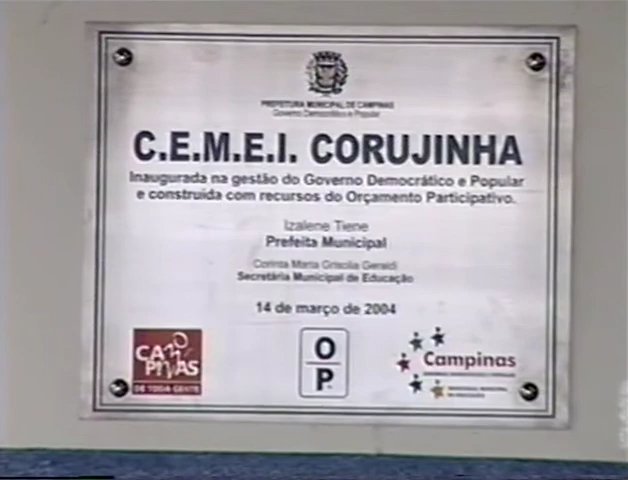 PREFEITURA MUNICIPAL DE CAMPINAS
Governo Democrático e Popular
C.E.M.E.I. CORUJINHA
Inaugurada na gestão do Governo Democrático e Popular
e construída com recursos do Orçamento Participativo.
Izalene Tiene
Prefeita Municipal
Corinta Maria Grisolia Geraldi
Secretária Municipal de Educação
14 de março de 2004
CAMPINAS
DE TODA GENTE
O
P
Campinas